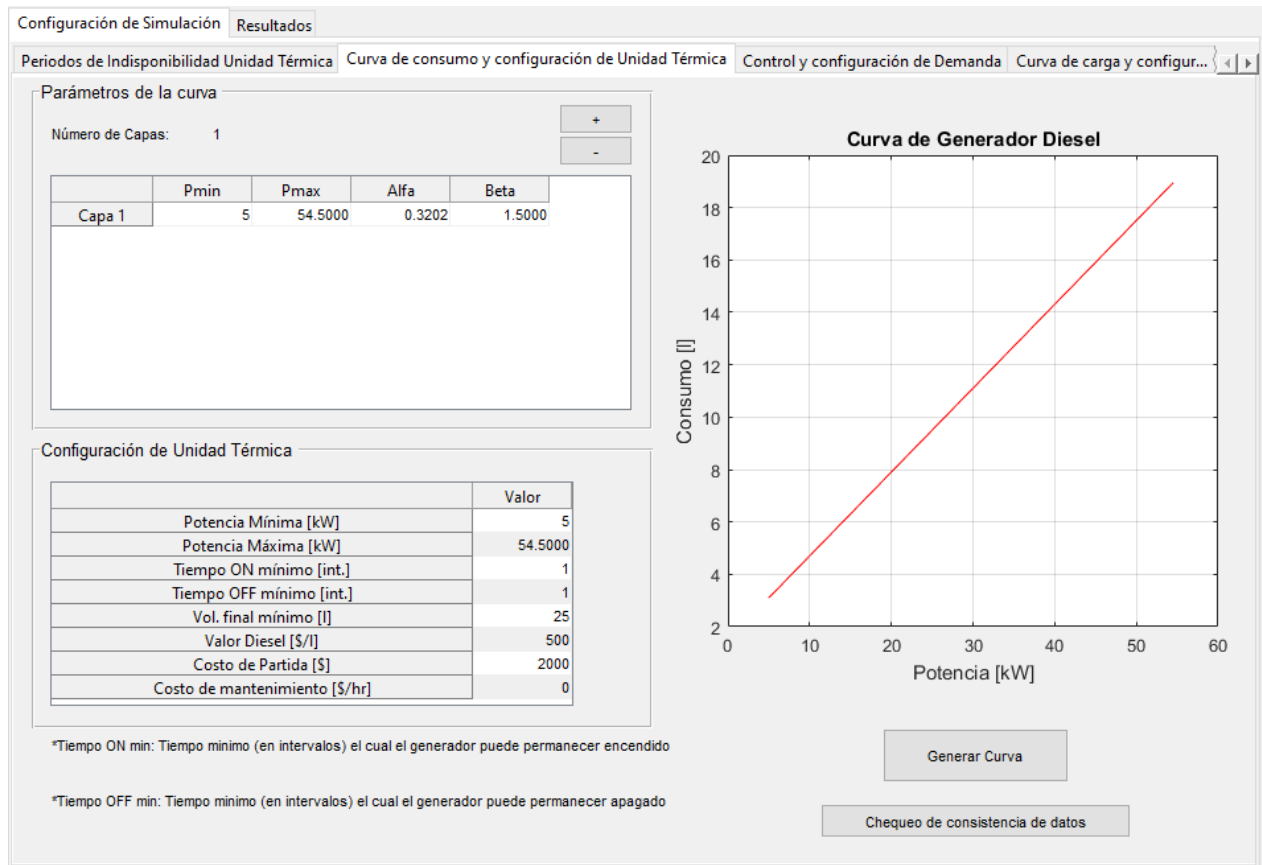 Configuración de Simulación Resultados
Periodos de Indisponibilidad Unidad Térmica Curva de consumo y configuración de Unidad Térmica Control y configuración de Demanda Curva de carga y configur...
Parámetros de la curva
Número de Capas: 1
+
-
Pmin Pmax Alfa Beta
Capa 1 5 54.5000 0.3202 1.5000
Configuración de Unidad Térmica
Valor
Potencia Mínima [kW] 5
Potencia Máxima [kW] 54.5000
Tiempo ON mínimo [int.] 1
Tiempo OFF mínimo [int.] 1
Vol. final mínimo [l] 25
Valor Diesel [$/l] 500
Costo de Partida [$] 2000
Costo de mantenimiento [$/hr] 0
*Tiempo ON min: Tiempo minimo (en intervalos) el cual el generador puede permanecer encendido
*Tiempo OFF min: Tiempo minimo (en intervalos) el cual el generador puede permanecer apagado
Curva de Generador Diesel
20
18
16
14
12
10
8
6
4
2
Consumo [l]
0 10 20 30 40 50 60
Potencia [kW]
Generar Curva
Chequeo de consistencia de datos